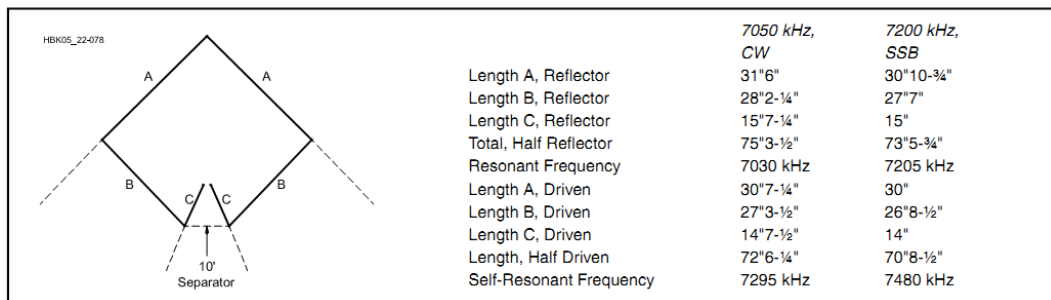 HBK05_22-078
A A
B B
C C
10'
Separator
7050 kHz, 7200 kHz,
CW SSB
Length A, Reflector 31"6" 30"10-¾"
Length B, Reflector 28"2-¼" 27"7"
Length C, Reflector 15"7-¼" 15"
Total, Half Reflector 75"3-½" 73"5-¾"
Resonant Frequency 7030 kHz 7205 kHz
Length A, Driven 30"7-¼" 30"
Length B, Driven 27"3-½" 26"8-½"
Length C, Driven 14"7-½" 14"
Length, Half Driven 72"6-¼" 70"8-½"
Self-Resonant Frequency 7295 kHz 7480 kHz